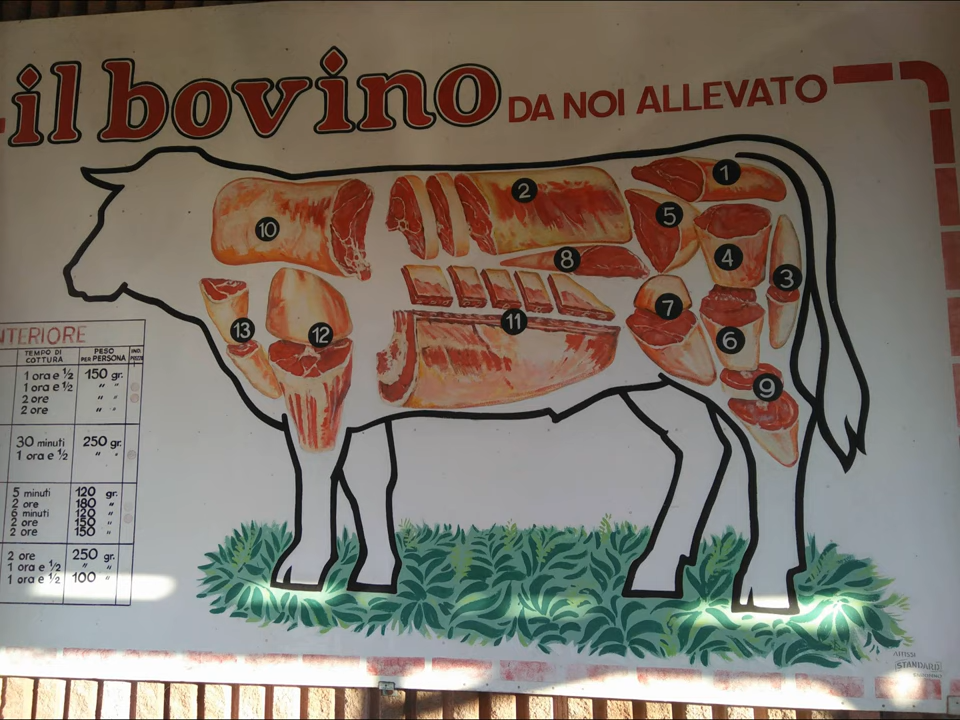 il bovino DA NOI ALLEVATO
1
2
5
10
4
8
3
7
11
13
12
6
9
NTERIORE
TEMPO DI COTTURA PESO PER PERSONA
1 ora e ½ 150 gr.
1 ora e ½ " "
2 ore " "
2 ore " "
30 minuti 250 gr.
1 ora e ½ " "
5 minuti 120 gr.
2 ore 180 "
6 minuti 120 "
2 ore 150 "
2 ore 150 "
2 ore 250 gr.
1 ora e ½ " "
1 ora e ½ 100 "
STANDARD